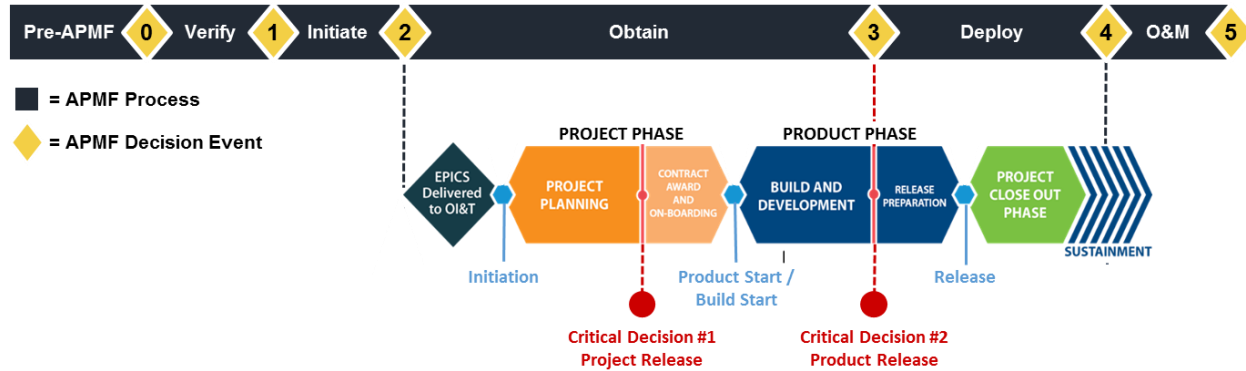 Pre-APMF 0 Verify 1 Initiate 2 Obtain 3 Deploy 4 O&M 5
= APMF Process
= APMF Decision Event
PROJECT PHASE
PRODUCT PHASE
EPICS
Delivered
to OI&T
PROJECT
PLANNING
CONTRACT
AWARD
AND
ON-BOARDING
BUILD AND
DEVELOPMENT
RELEASE
PREPARATION
PROJECT
CLOSE OUT
PHASE
SUSTAINMENT
Initiation
Product Start /
Build Start
Release
Critical Decision #1
Project Release
Critical Decision #2
Product Release